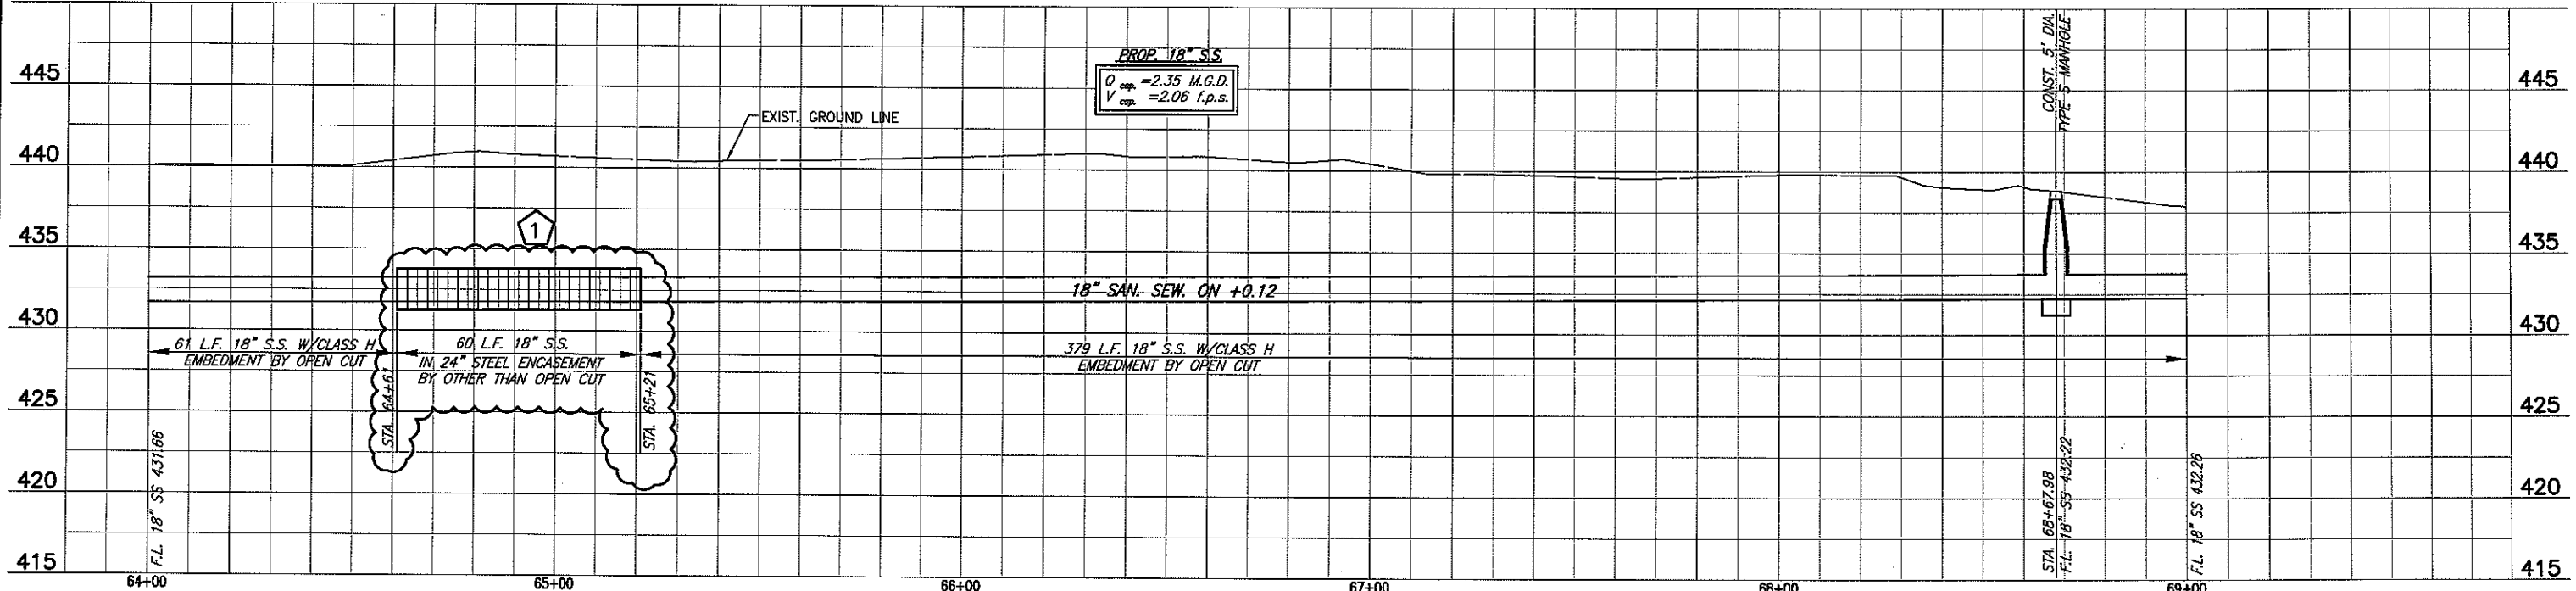 PROP. 18" S.S.
Q cap. =2.35 M.G.D.
V cap. =2.06 f.p.s.
CONST. 5' DIA.
TYPE S MANHOLE
445
445
EXIST. GROUND LINE
440
440
1
435
435
18" SAN. SEW. ON +0.12
430
430
61 L.F. 18" S.S. W/CLASS H
EMBEDMENT BY OPEN CUT
60 L.F. 18" S.S.
IN 24" STEEL ENCASEMENT
BY OTHER THAN OPEN CUT
379 L.F. 18" S.S. W/CLASS H
EMBEDMENT BY OPEN CUT
STA. 64+61
STA. 65+21
425
425
F.L. 18" SS 431.66
STA. 68+67.98
F.L. 18" SS 432.22
F.L. 18" SS 432.26
420
420
415
415
64+00
65+00
66+00
67+00
68+00
69+00